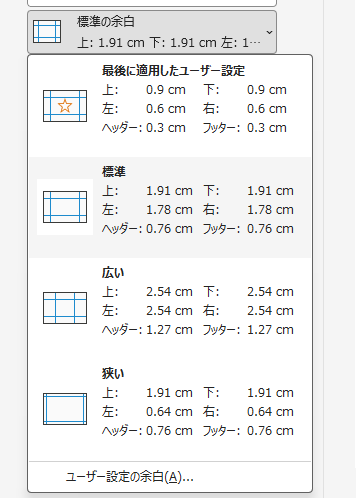 標準の余白
上: 1.91 cm 下: 1.91 cm 左: 1…
最後に適用したユーザー設定
上: 0.9 cm 下: 0.9 cm
左: 0.6 cm 右: 0.6 cm
ヘッダー: 0.3 cm フッター: 0.3 cm
標準
上: 1.91 cm 下: 1.91 cm
左: 1.78 cm 右: 1.78 cm
ヘッダー: 0.76 cm フッター: 0.76 cm
広い
上: 2.54 cm 下: 2.54 cm
左: 2.54 cm 右: 2.54 cm
ヘッダー: 1.27 cm フッター: 1.27 cm
狭い
上: 1.91 cm 下: 1.91 cm
左: 0.64 cm 右: 0.64 cm
ヘッダー: 0.76 cm フッター: 0.76 cm
ユーザー設定の余白(A)...